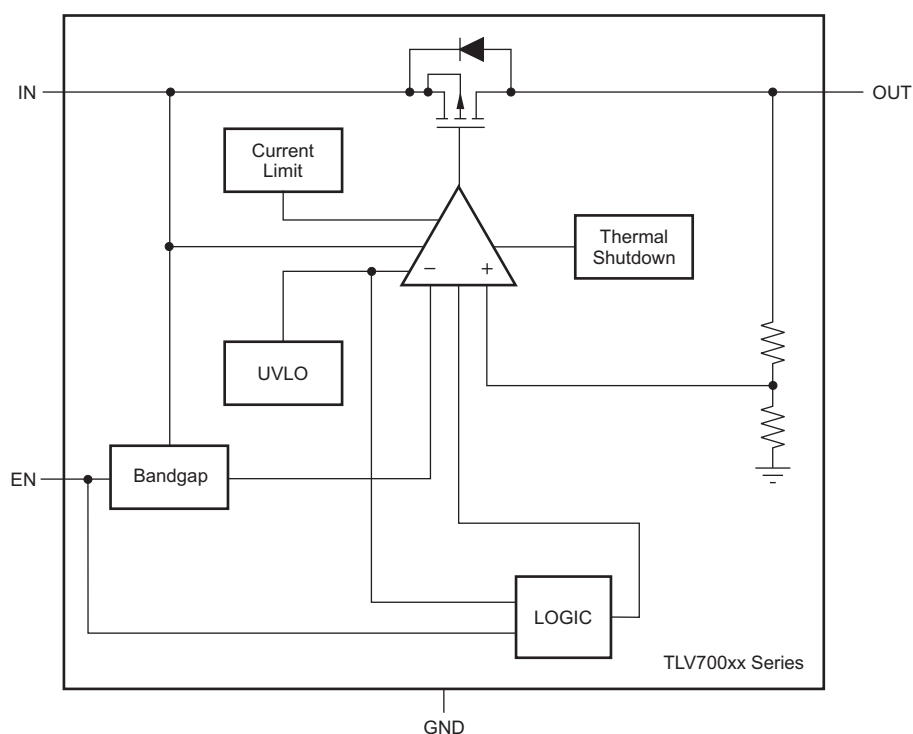 IN
OUT
Current
Limit
Thermal
Shutdown
−
+
UVLO
EN
Bandgap
LOGIC
TLV700xx Series
GND